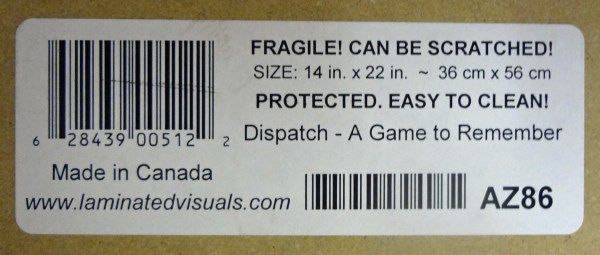 FRAGILE! CAN BE SCRATCHED!
SIZE: 14 in. x 22 in. ~ 36 cm x 56 cm
PROTECTED. EASY TO CLEAN!
6 28439 00512 2
Dispatch - A Game to Remember
Made in Canada
www.laminatedvisuals.com
AZ86